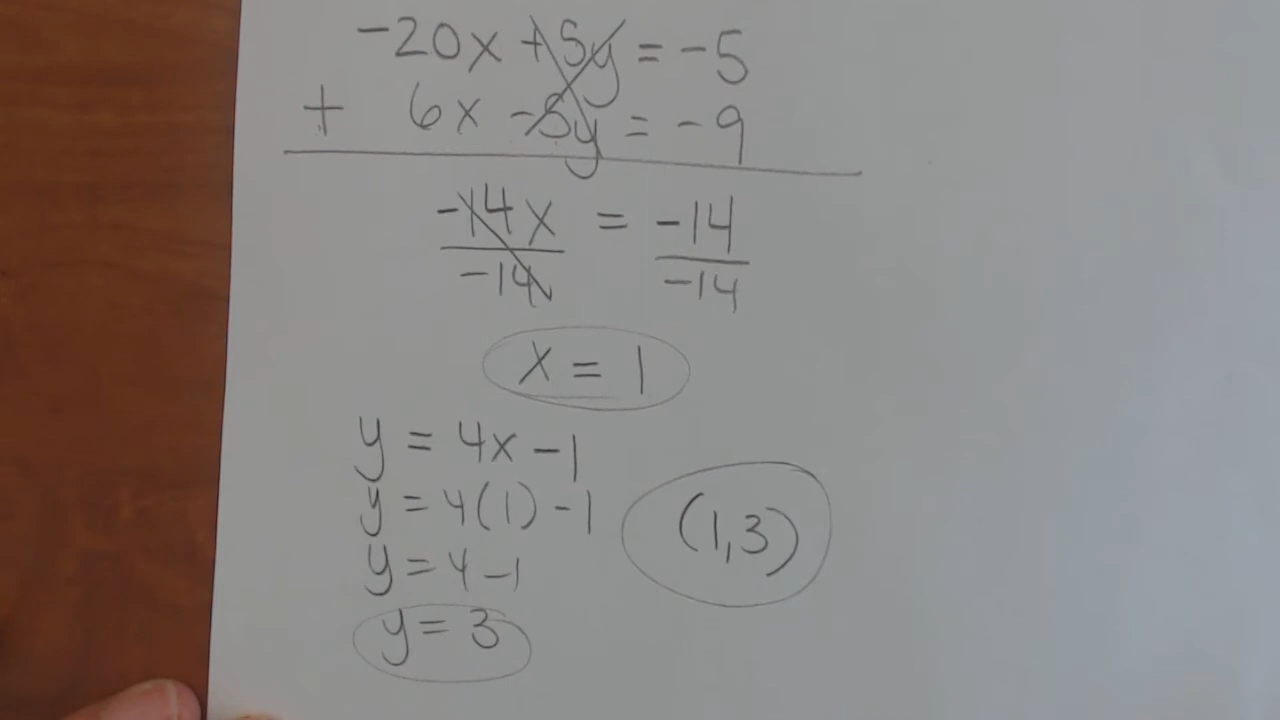 -20x + 5y = -5
+ 6x - 5y = -9
-14x = -14
-14 -14
x = 1
y = 4x - 1
y = 4(1) - 1
(1,3)
y = 4 - 1
y = 3